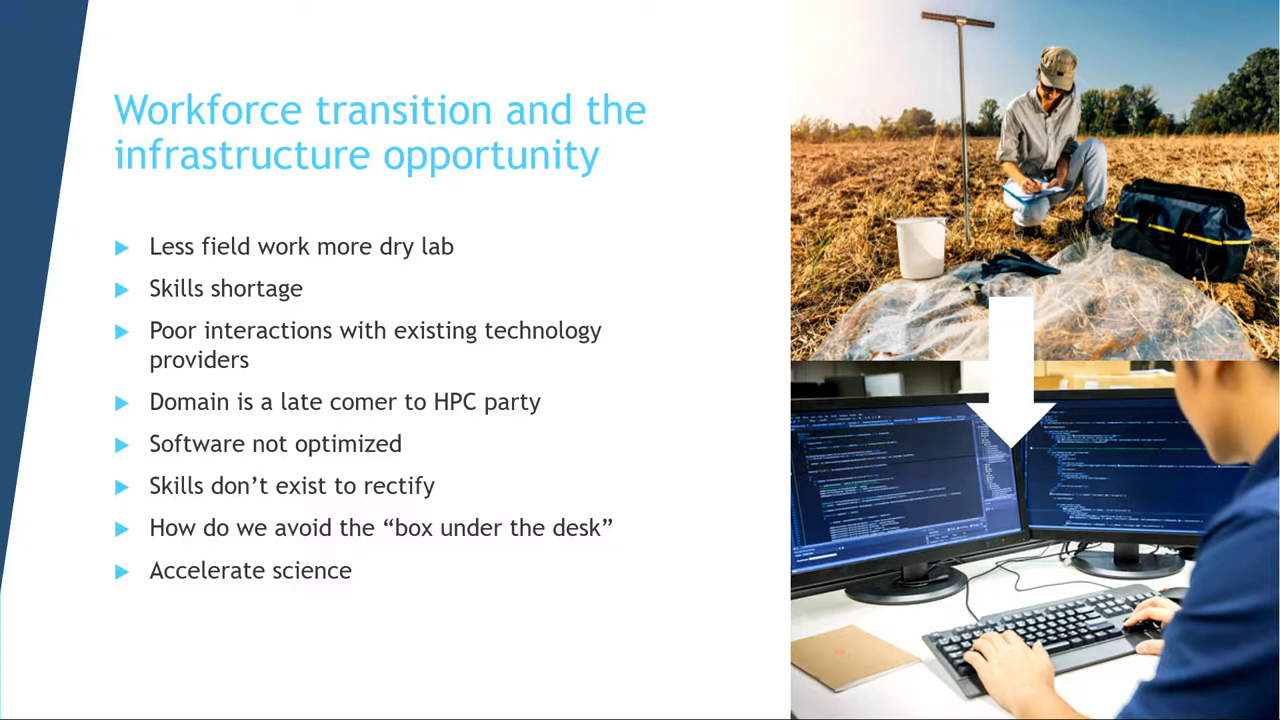 Workforce transition and the
infrastructure opportunity
Less field work more dry lab
Skills shortage
Poor interactions with existing technology
providers
Domain is a late comer to HPC party
Software not optimized
Skills don’t exist to rectify
How do we avoid the “box under the desk”
Accelerate science